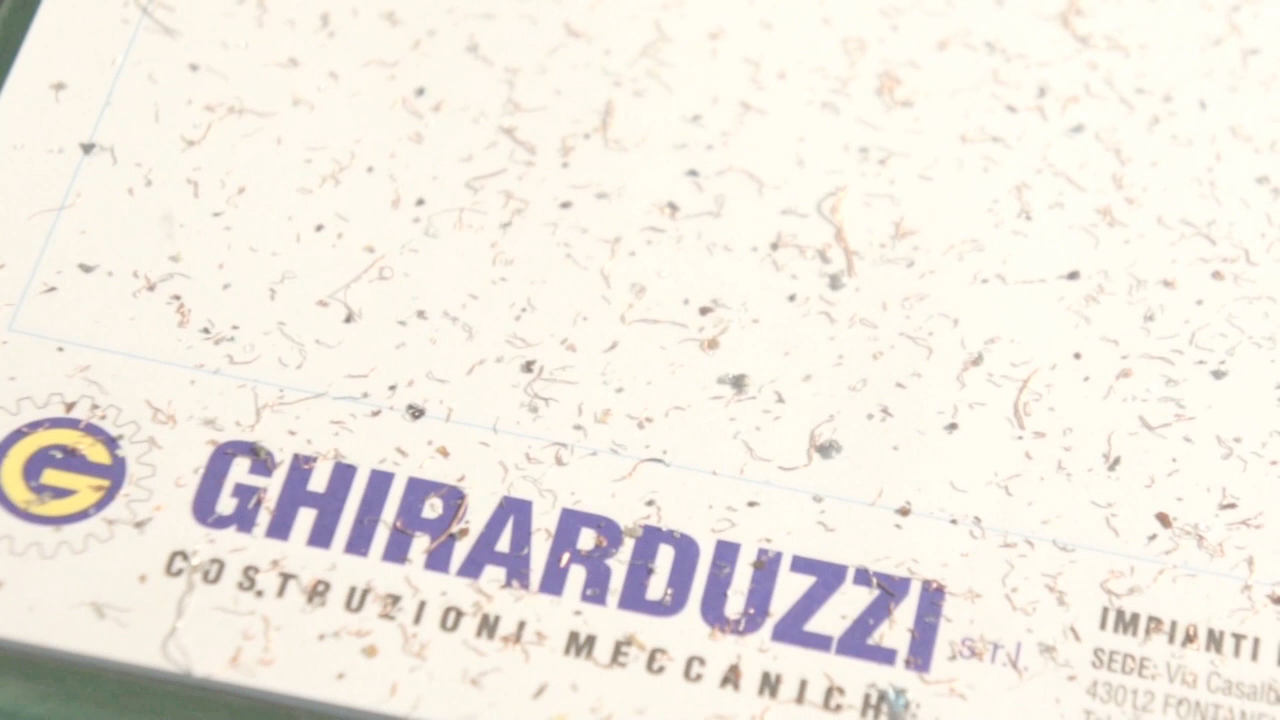 G
GHIRARDUZZI s.r.l.
COSTRUZIONI MECCANICHE
IMPIANTI
SEDE: Via
43012